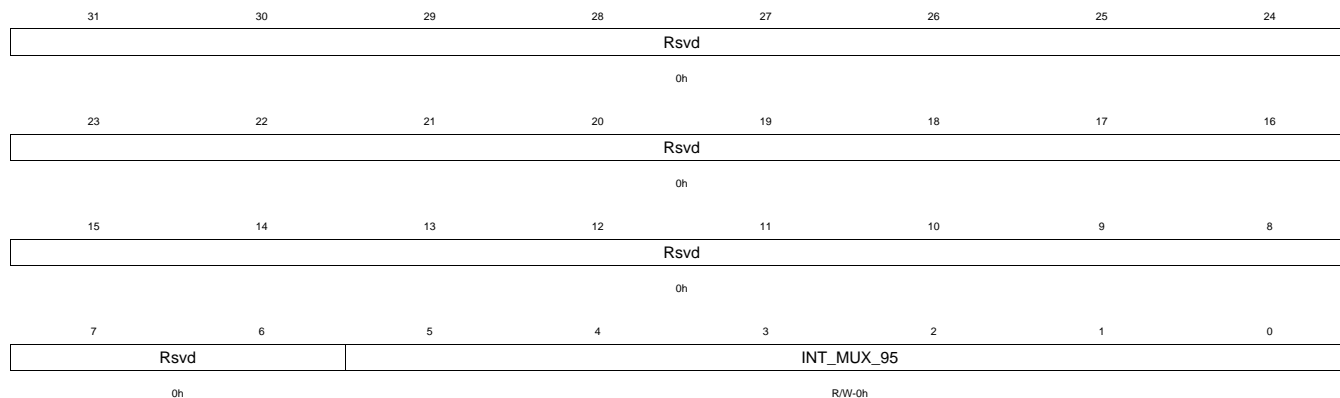 31 30 29 28 27 26 25 24
Rsvd
0h
23 22 21 20 19 18 17 16
Rsvd
0h
15 14 13 12 11 10 9 8
Rsvd
0h
7 6 5 4 3 2 1 0
Rsvd INT_MUX_95
0h R/W-0h